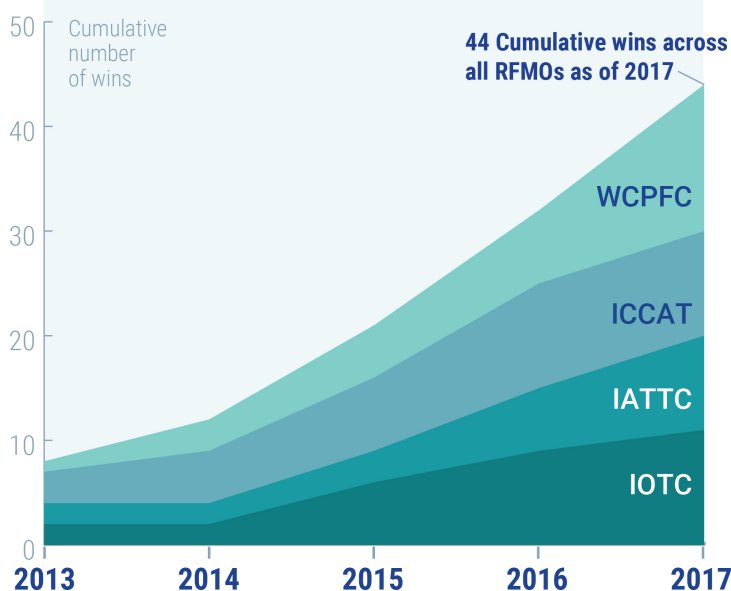 50
Cumulative
number
of wins
44 Cumulative wins across
all RFMOs as of 2017
40
30
20
10
0
WCPFC
ICCAT
IATTC
IOTC
2013 2014 2015 2016 2017